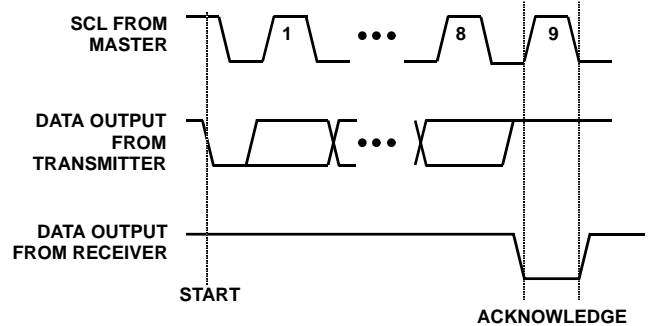 SCL FROM
MASTER
1
8
9
DATA OUTPUT
FROM
TRANSMITTER
DATA OUTPUT
FROM RECEIVER
START
ACKNOWLEDGE